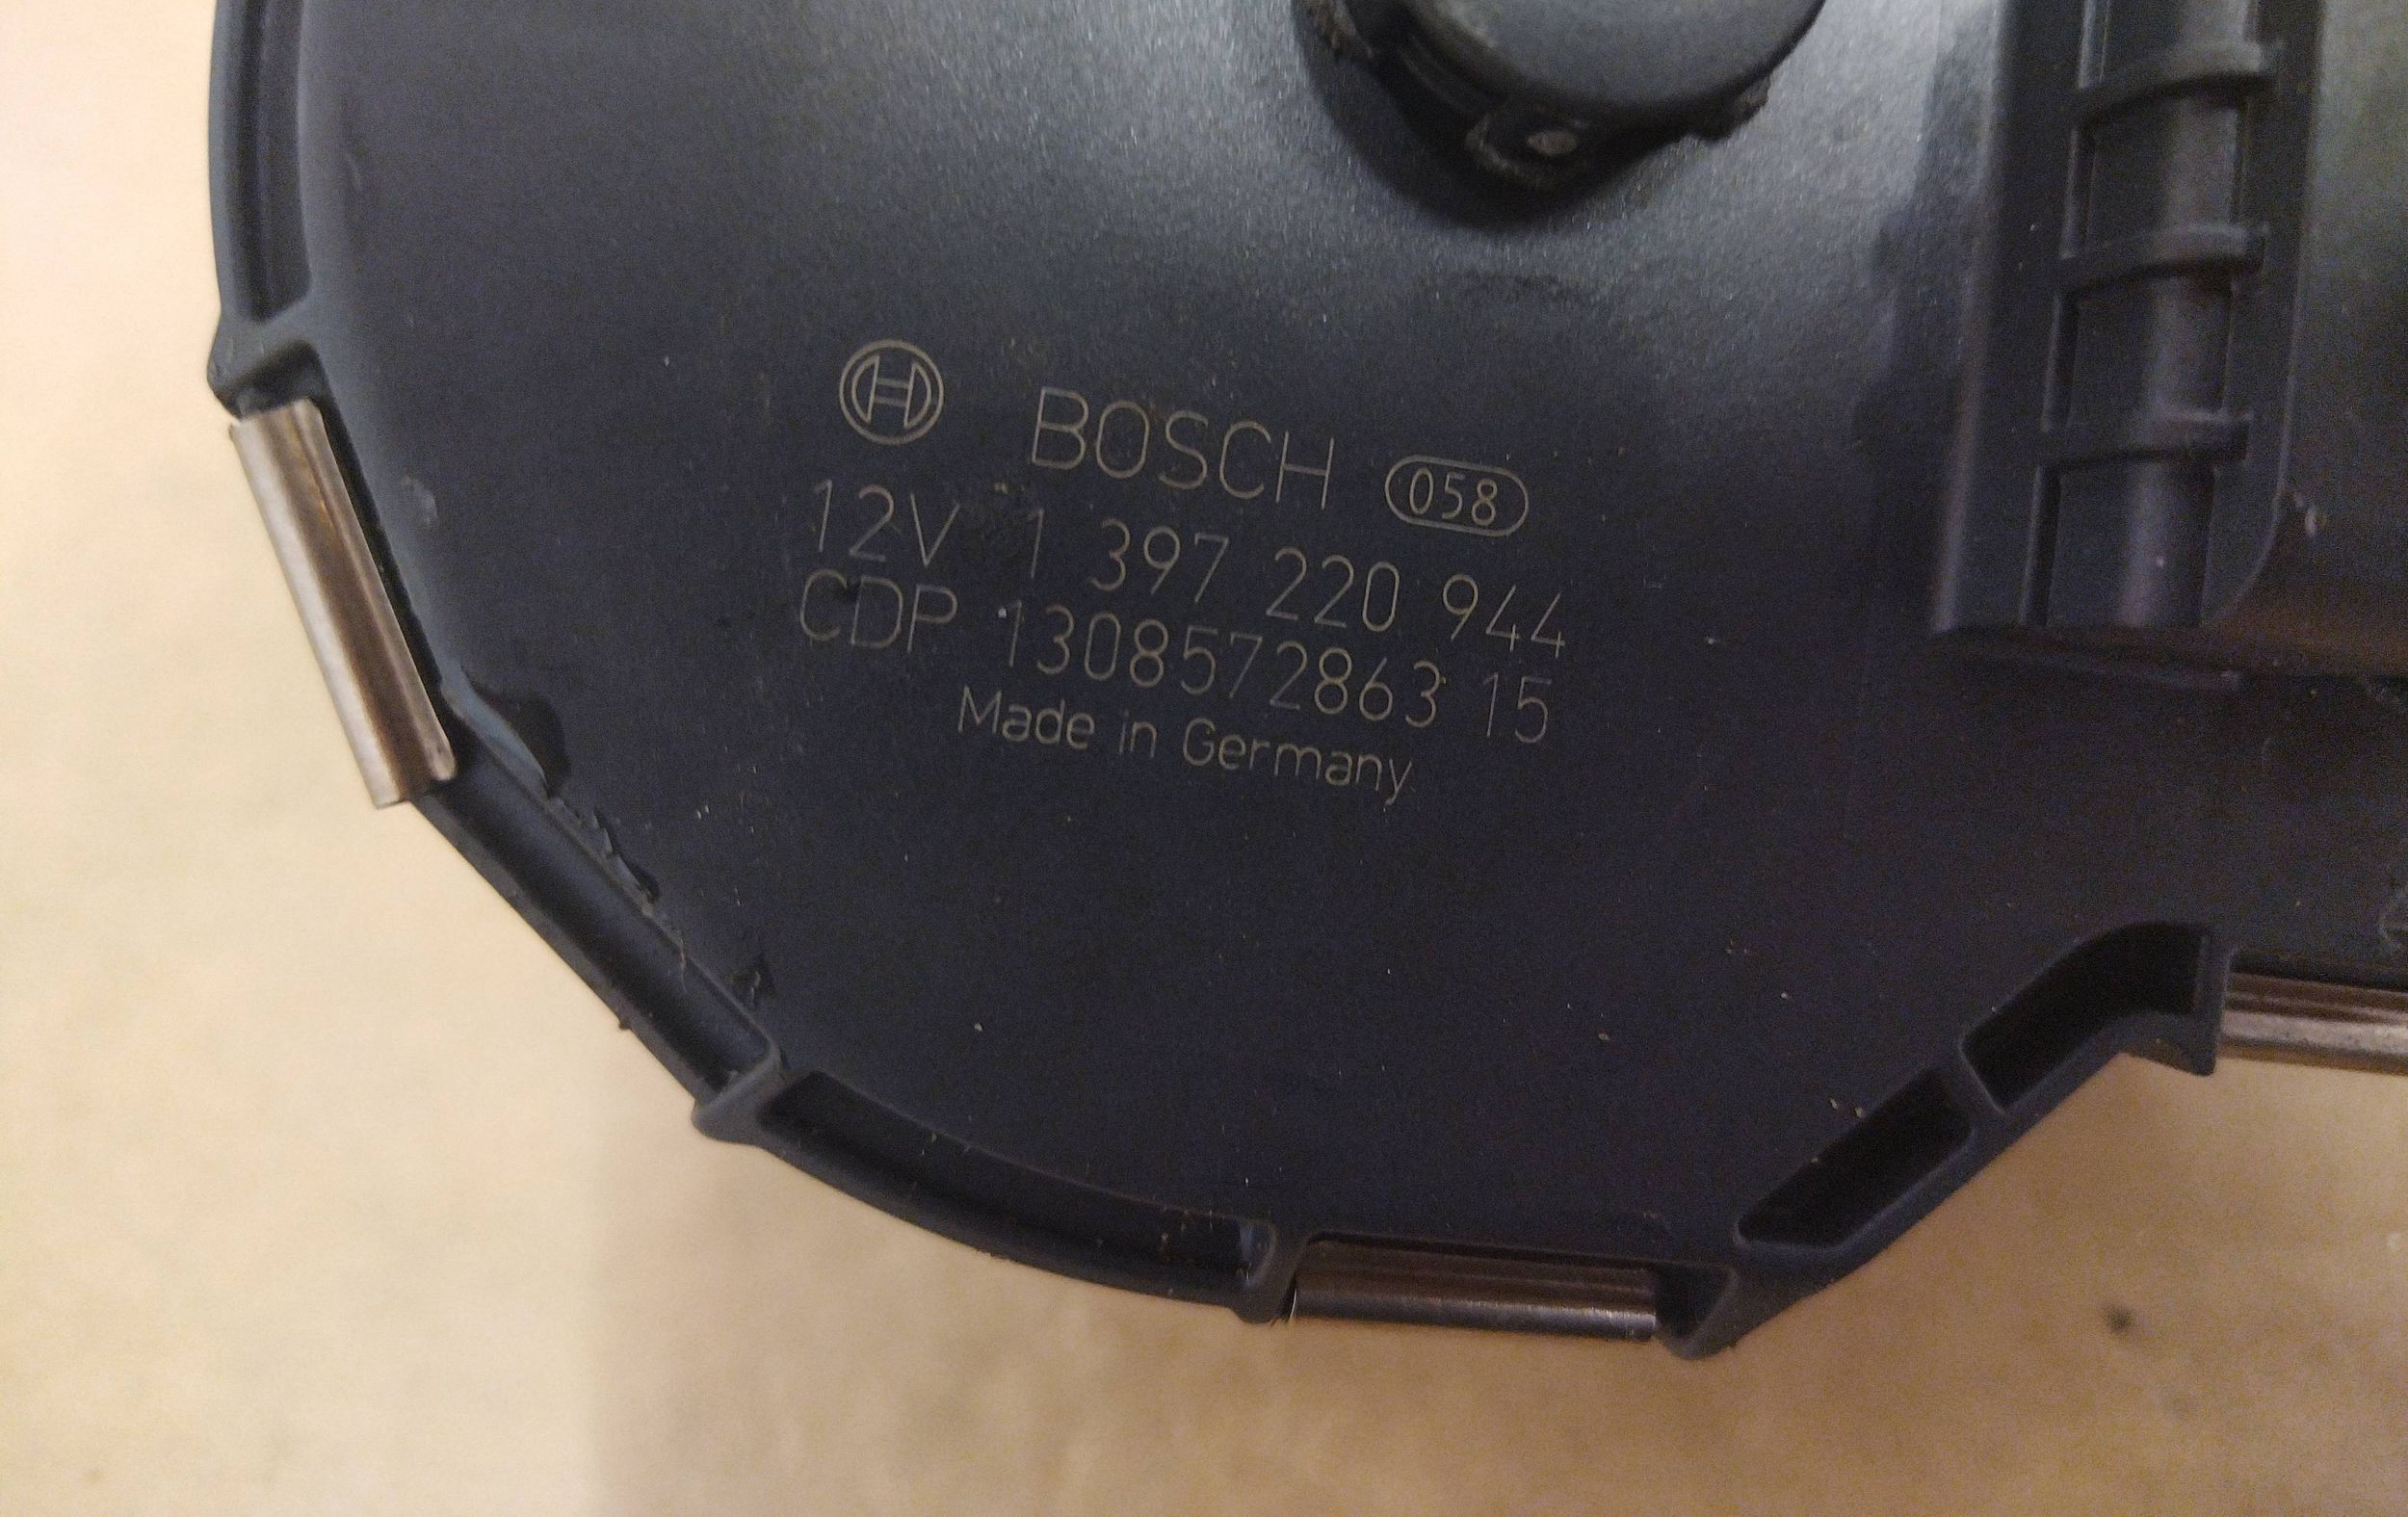 BOSCH 058
12V 1 397 220 944
CDP 1308572863 15
Made in Germany